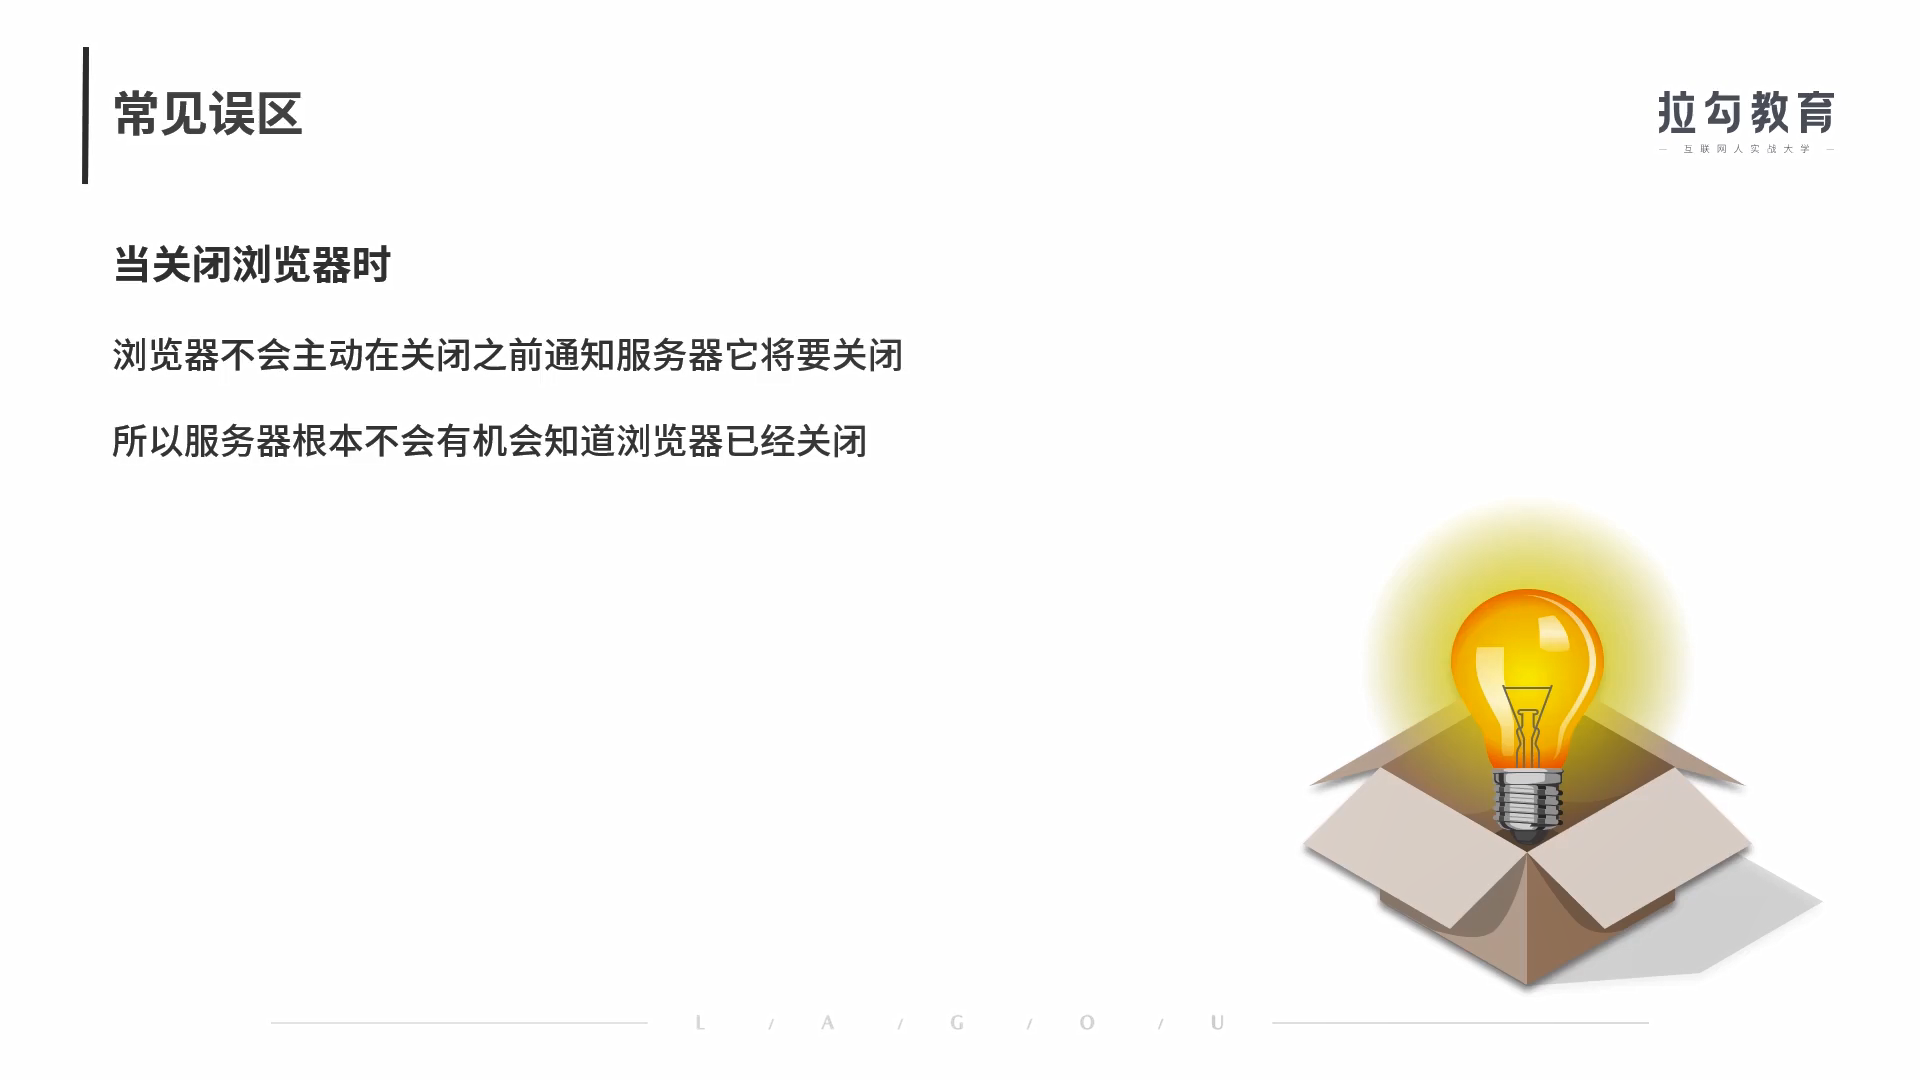 常见误区
拉勾教育
— 互联网人实战大学 —
当关闭浏览器时
浏览器不会主动在关闭之前通知服务器它将要关闭
所以服务器根本不会有机会知道浏览器已经关闭
L / A / G / O / U